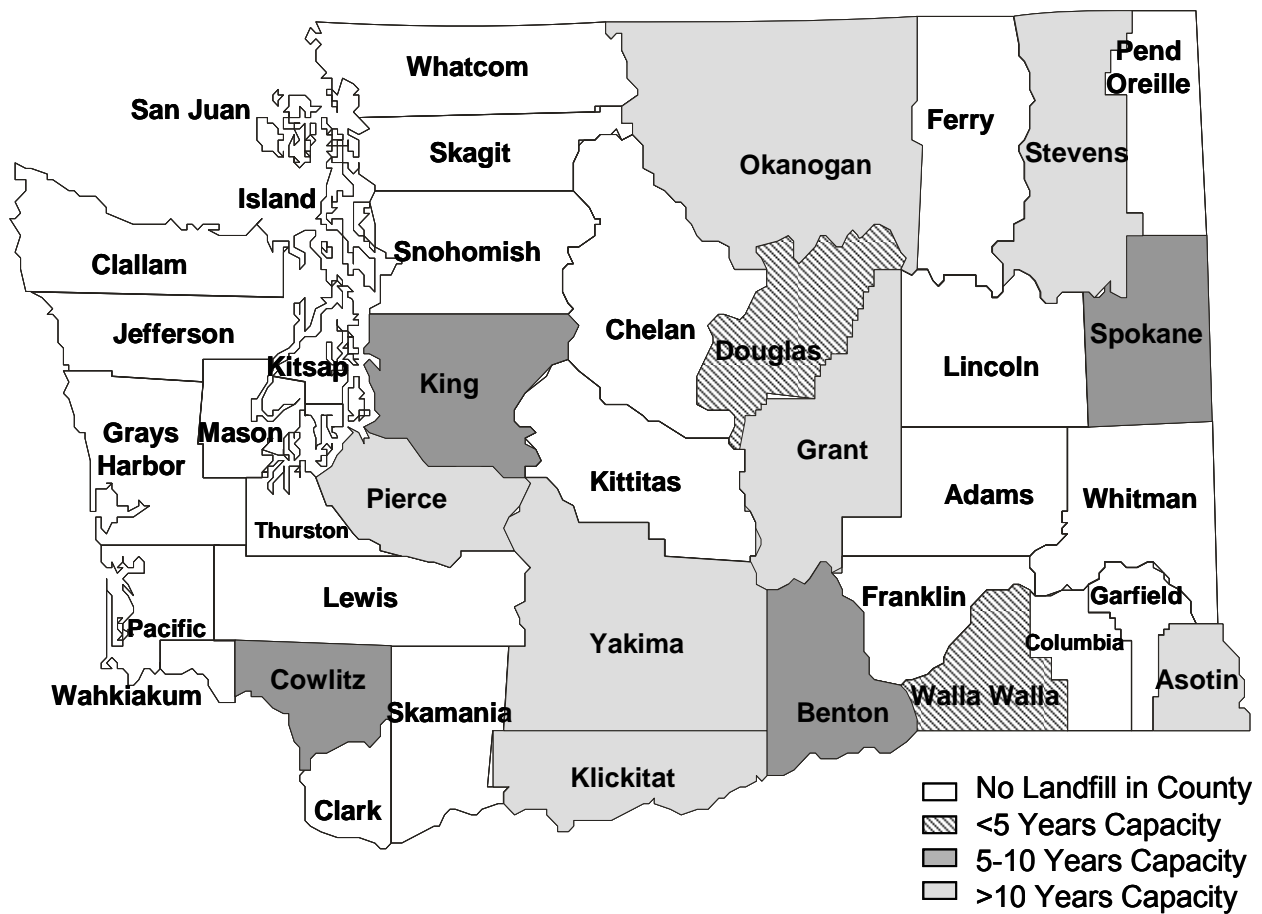 Whatcom
Pend
Oreille
San Juan
Ferry
Skagit
Stevens
Okanogan
Island
Snohomish
Clallam
Jefferson
Chelan
Spokane
Douglas
Kitsap
Lincoln
King
Grays
Harbor
Mason
Grant
Kittitas
Adams
Whitman
Pierce
Thurston
Lewis
Franklin
Garfield
Pacific
Yakima
Columbia
Cowlitz
Asotin
Wahkiakum
Walla Walla
Skamania
Benton
Klickitat
Clark
No Landfill in County
<5 Years Capacity
5-10 Years Capacity
>10 Years Capacity